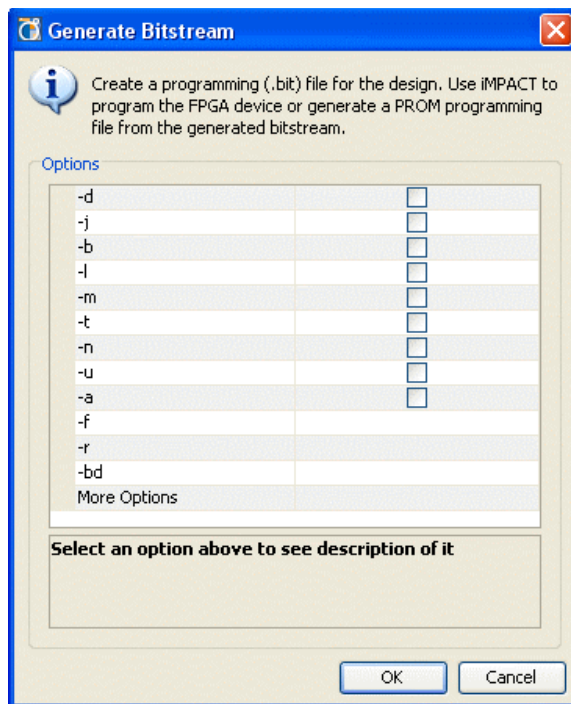 Generate Bitstream
Create a programming (.bit) file for the design. Use iMPACT to
program the FPGA device or generate a PROM programming
file from the generated bitstream.
Options
-d
-j
-b
-l
-m
-t
-n
-u
-a
-f
-r
-bd
More Options
Select an option above to see description of it
OK
Cancel